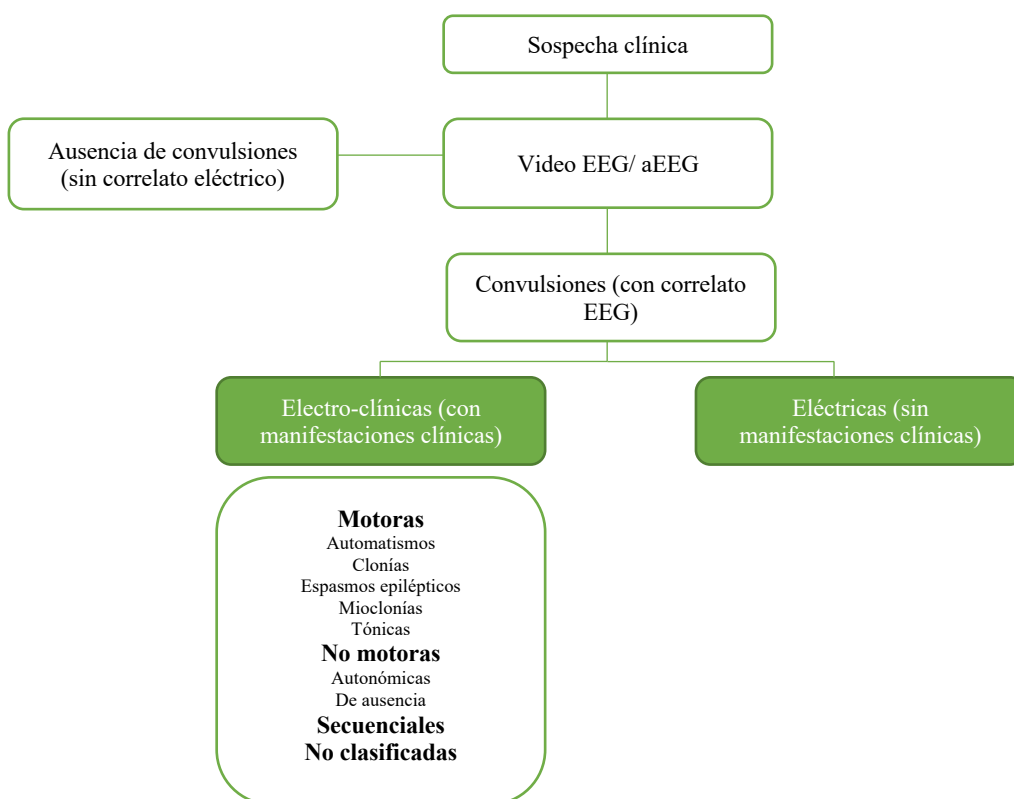 Sospecha clínica
Ausencia de convulsiones
(sin correlato eléctrico)
Video EEG/ aEEG
Convulsiones (con correlato
EEG)
Electro-clínicas (con
manifestaciones clínicas)
Eléctricas (sin
manifestaciones clínicas)
Motoras
Automatismos
Clonías
Espasmos epilépticos
Mioclonías
Tónicas
No motoras
Autonómicas
De ausencia
Secuenciales
No clasificadas